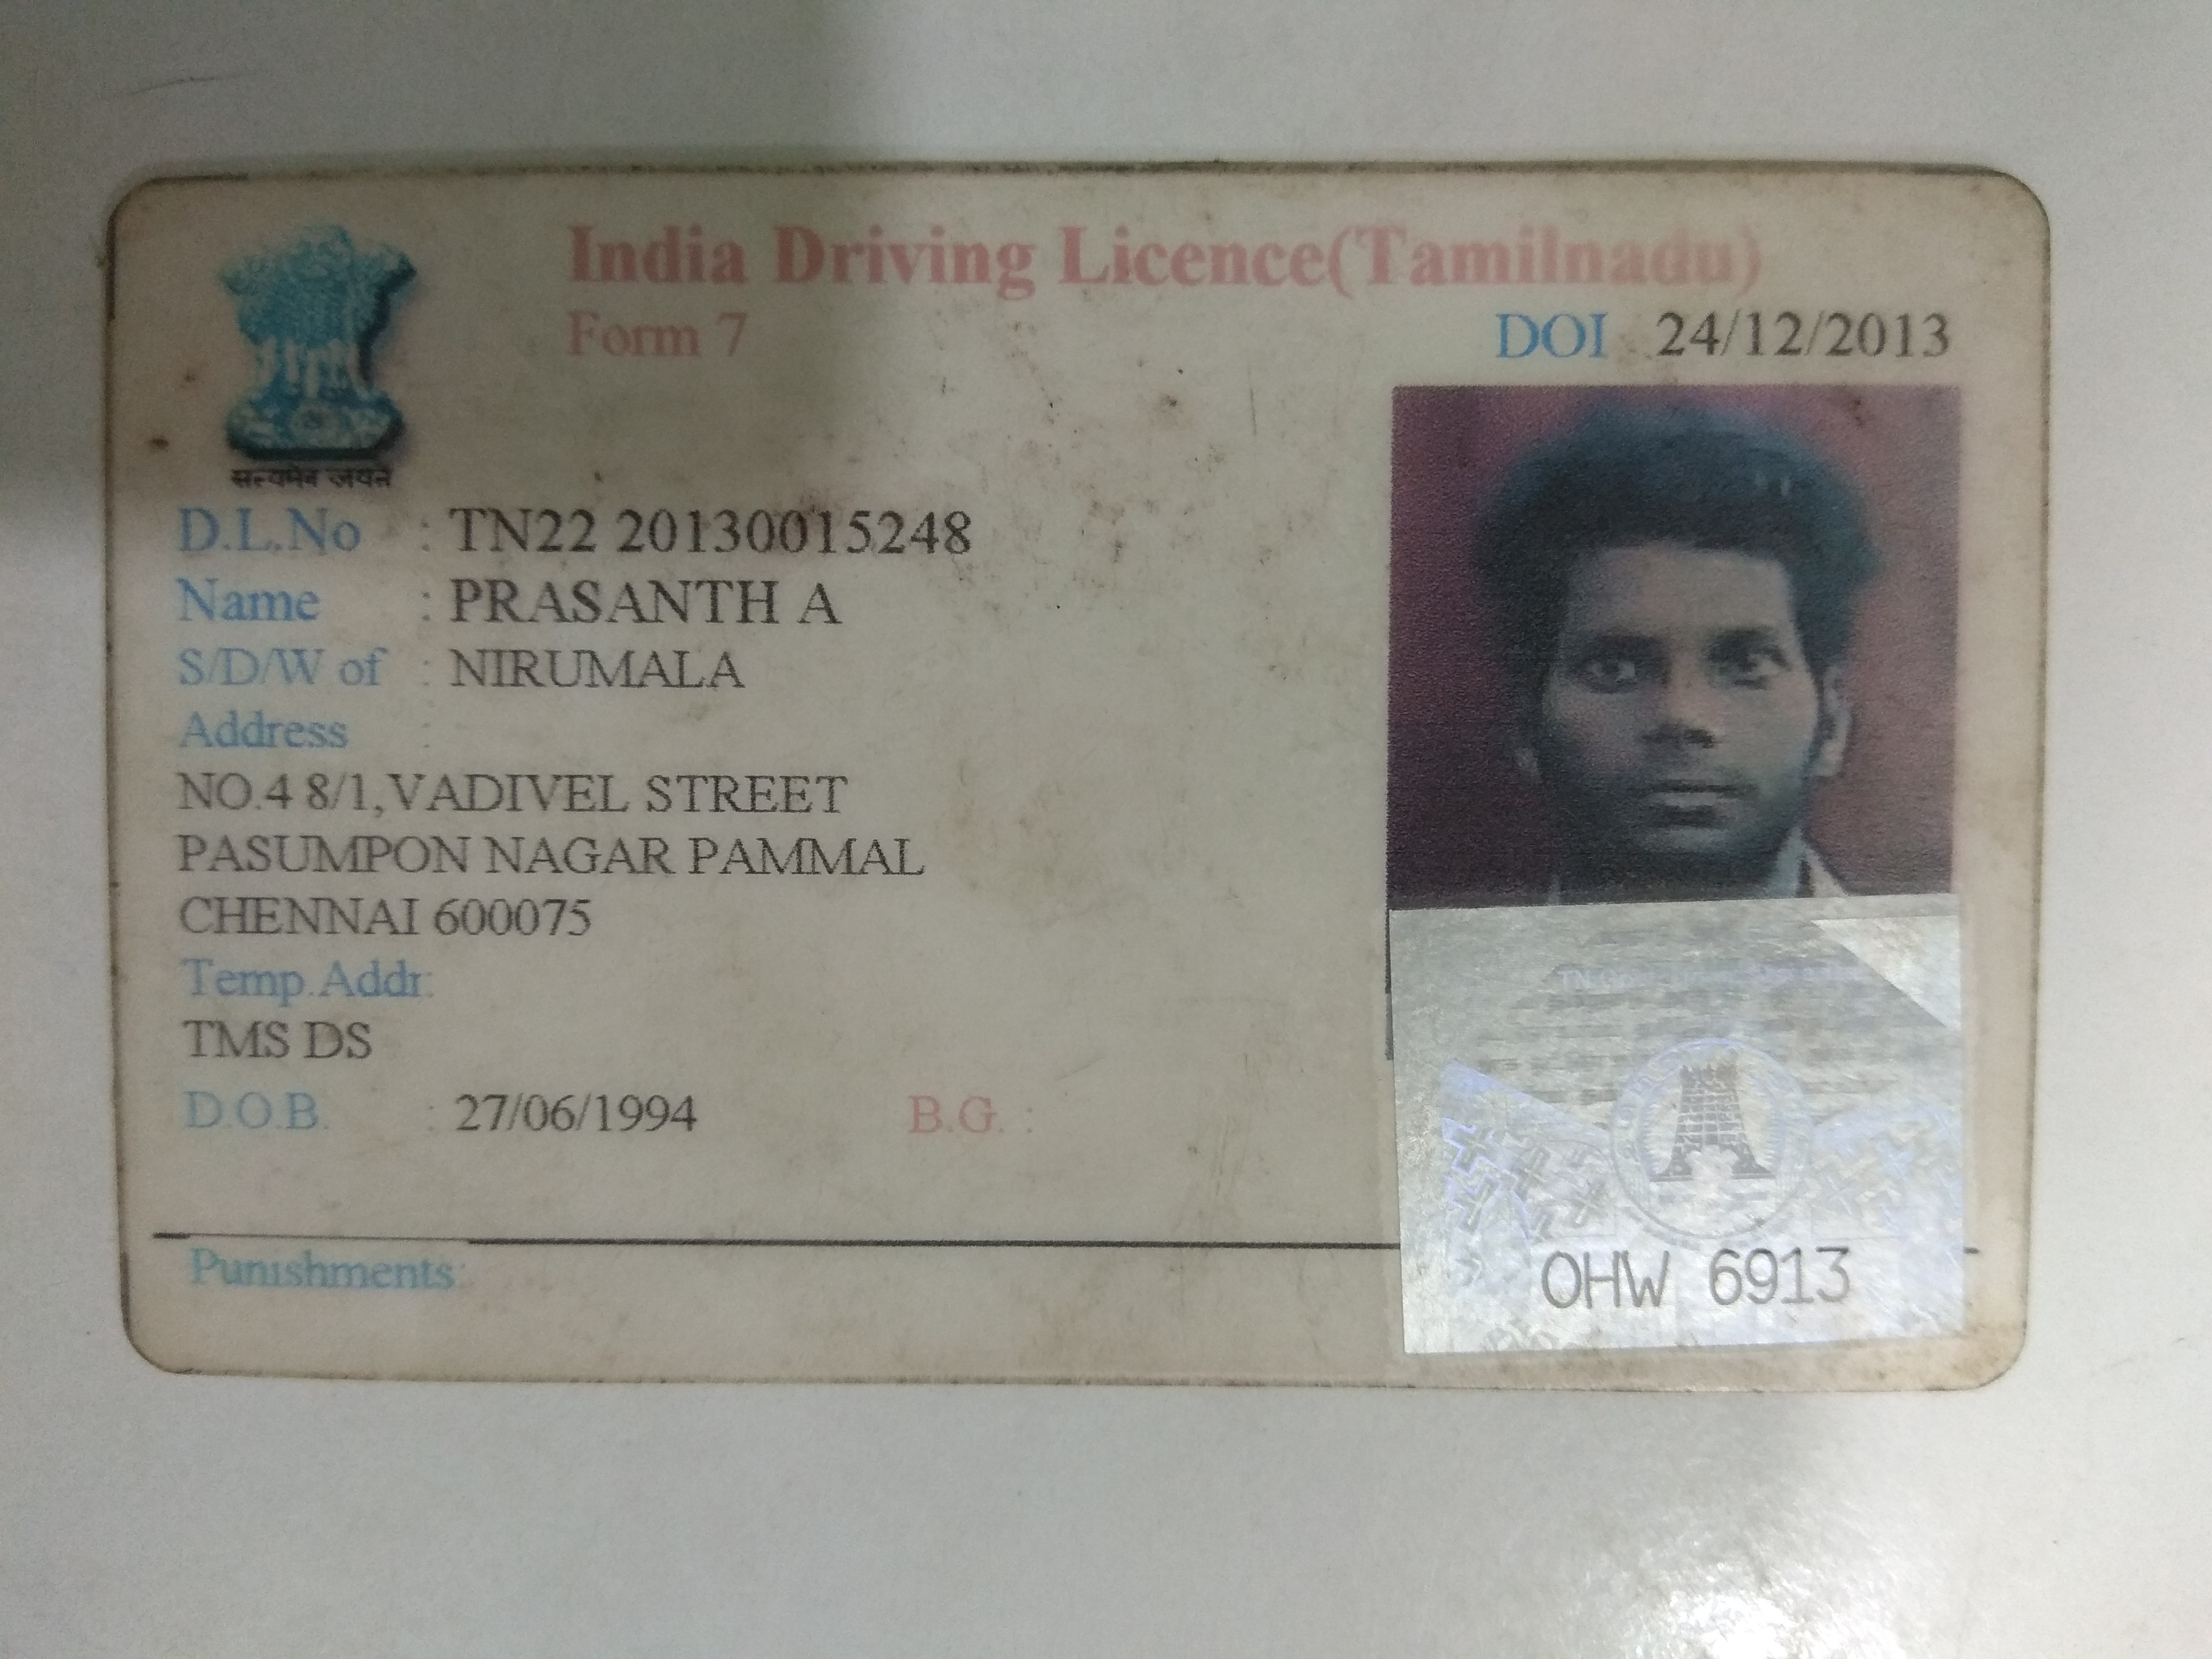 India Driving Licence(Tamilnadu)
Form 7
DOI 24/12/2013
सत्यमेव जयते
D.L.No : TN22 20130015248
Name : PRASANTH A
S/D/W of : NIRUMALA
Address :
NO.4 8/1,VADIVEL STREET
PASUMPON NAGAR PAMMAL
CHENNAI 600075
Temp.Addr:
TMS DS
D.O.B. : 27/06/1994 B.G. :
Punishments:
OHW 6913